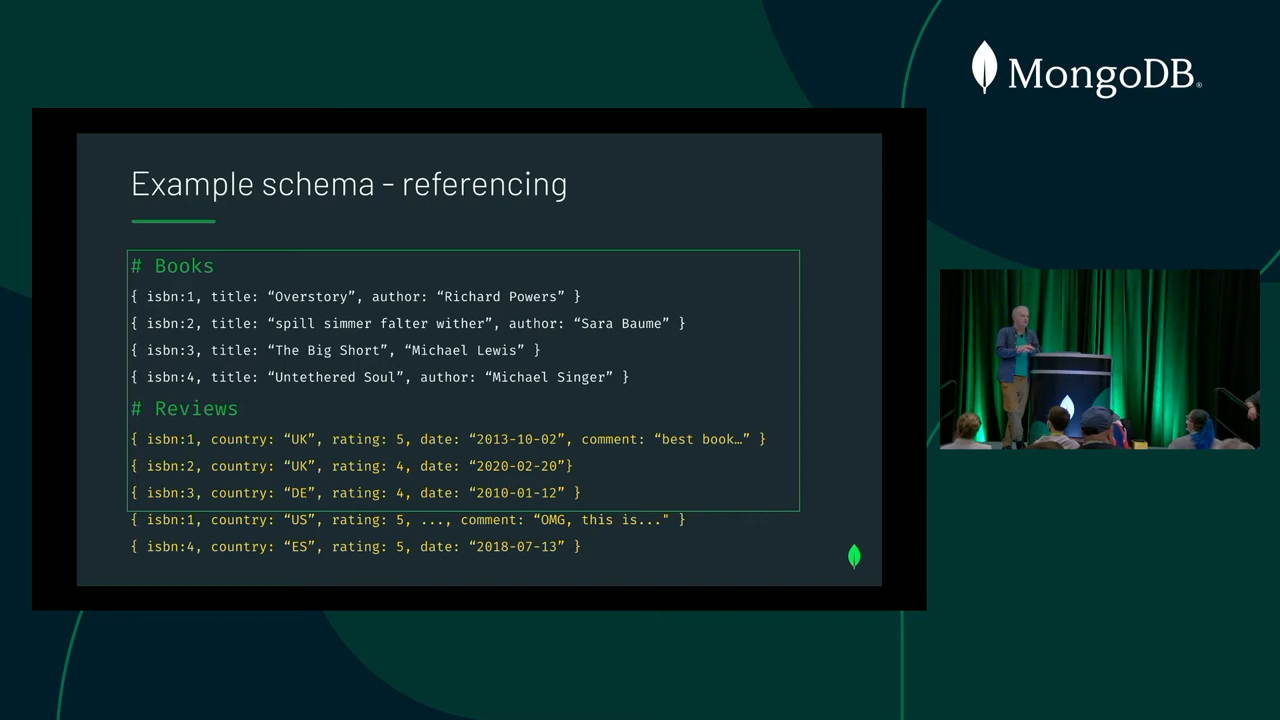 MongoDB®
Example schema - referencing
# Books
{ isbn:1, title: “Overstory”, author: “Richard Powers” }
{ isbn:2, title: “spill simmer falter wither”, author: “Sara Baume” }
{ isbn:3, title: “The Big Short”, “Michael Lewis” }
{ isbn:4, title: “Untethered Soul”, author: “Michael Singer” }
# Reviews
{ isbn:1, country: “UK”, rating: 5, date: “2013-10-02”, comment: “best book…” }
{ isbn:2, country: “UK”, rating: 4, date: “2020-02-20”}
{ isbn:3, country: “DE”, rating: 4, date: “2010-01-12” }
{ isbn:1, country: “US”, rating: 5, ..., comment: “OMG, this is..." }
{ isbn:4, country: “ES”, rating: 5, date: “2018-07-13” }